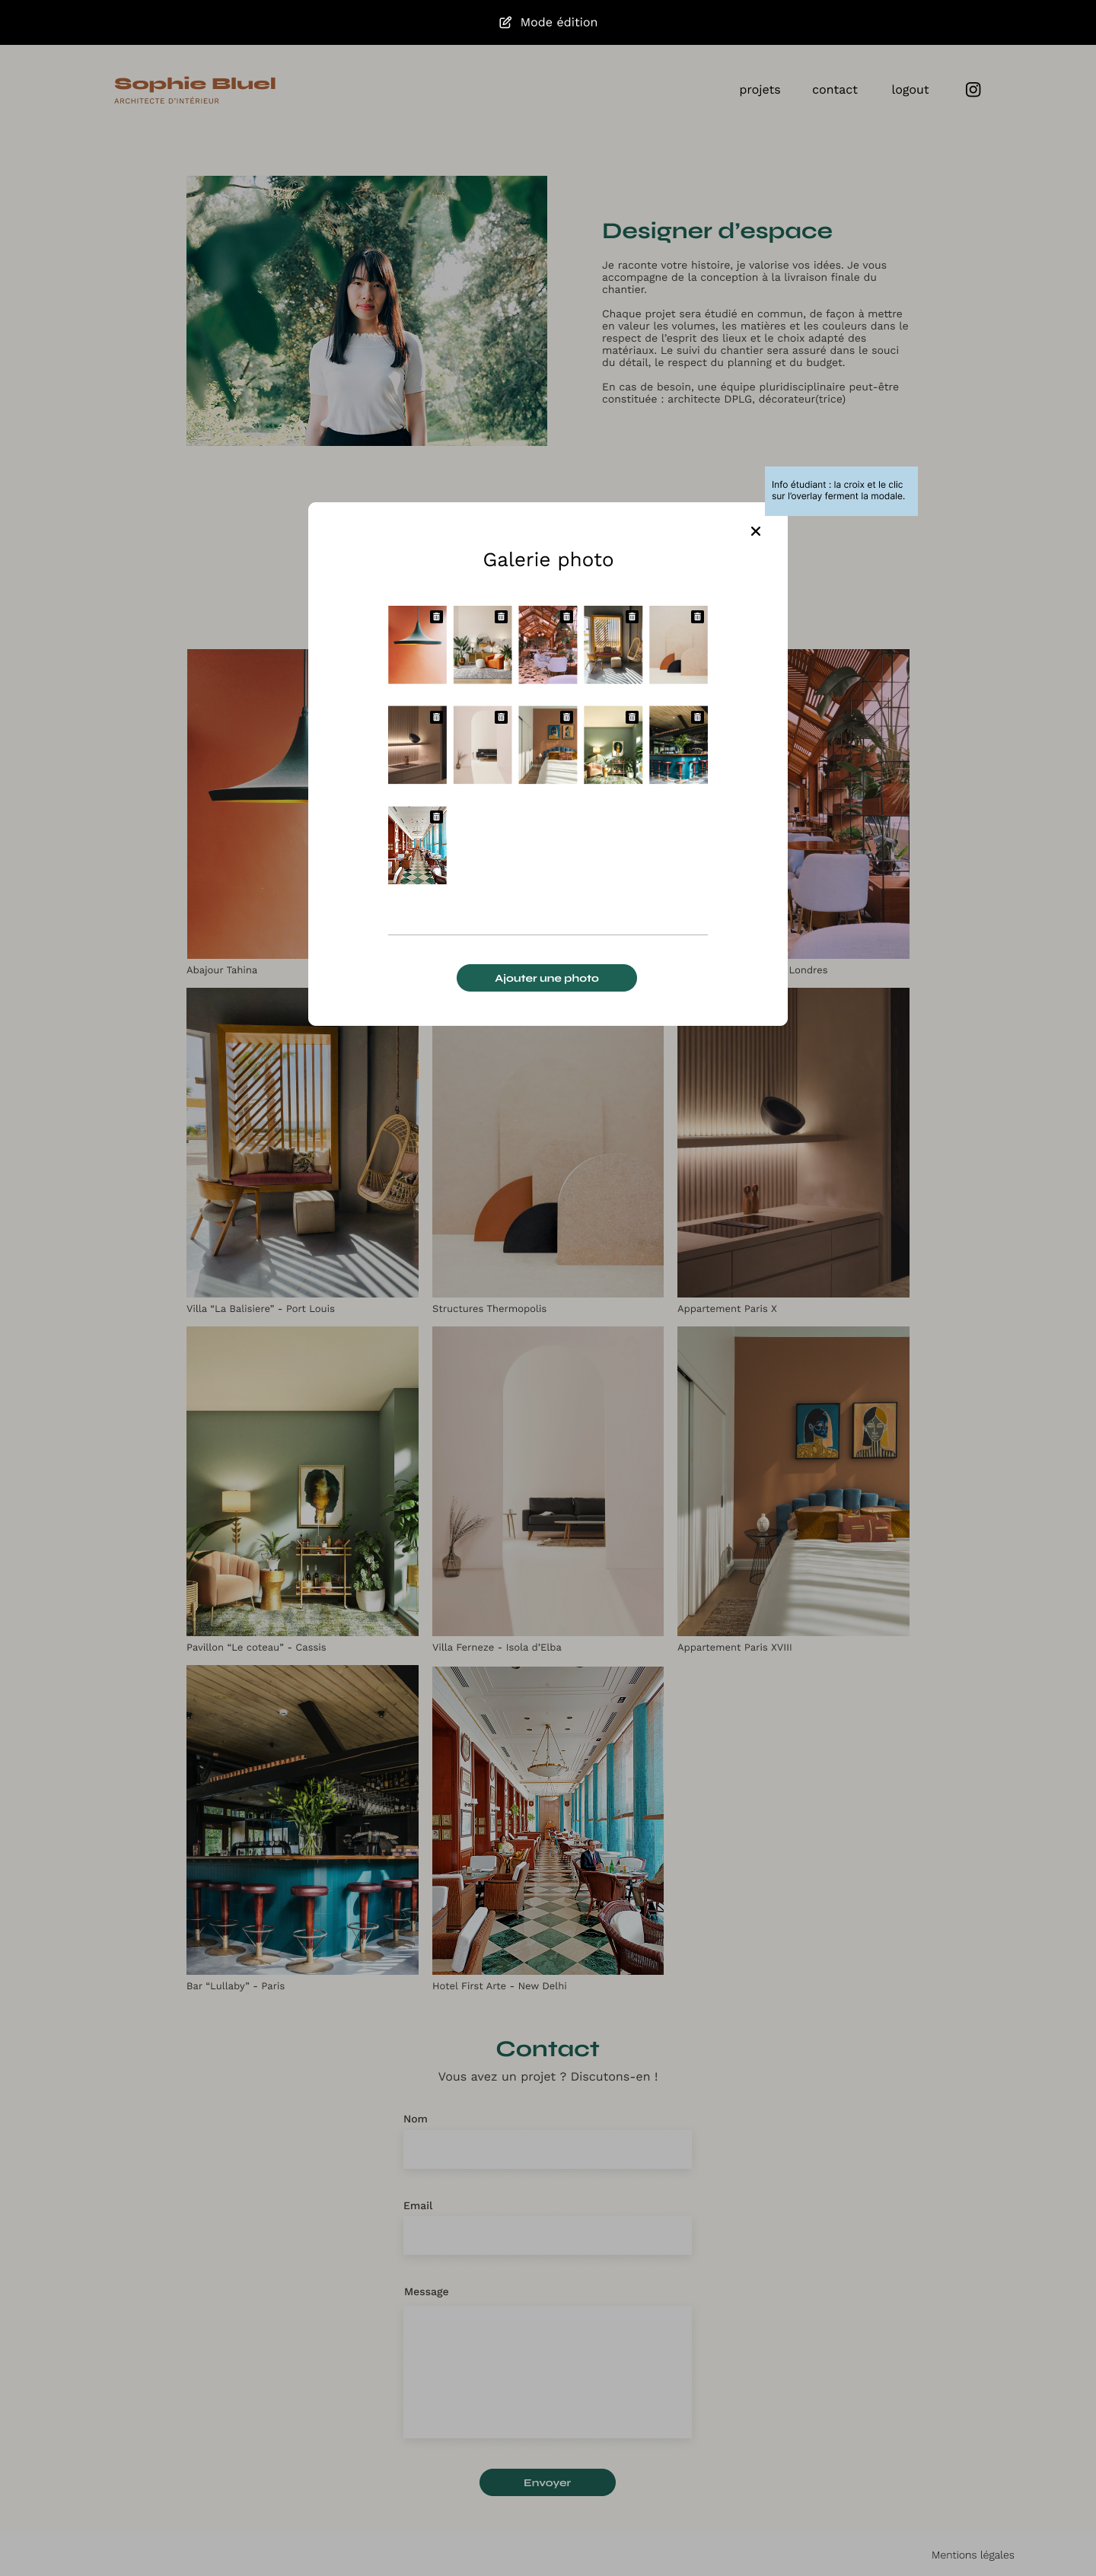 Mode édition
Sophie Bluel
ARCHITECTE D'INTÉRIEUR
projets
contact
logout
Designer d’espace
Je raconte votre histoire, je valorise vos idées. Je vous
accompagne de la conception à la livraison finale du
chantier.
Chaque projet sera étudié en commun, de façon à mettre
en valeur les volumes, les matières et les couleurs dans le
respect de l’esprit des lieux et le choix adapté des
matériaux. Le suivi du chantier sera assuré dans le souci
du détail, le respect du planning et du budget.
En cas de besoin, une équipe pluridisciplinaire peut-être
constituée : architecte DPLG, décorateur(trice)
Info étudiant : la croix et le clic
sur l’overlay ferment la modale.
Galerie photo
Ajouter une photo
Abajour Tahina
Londres
Villa “La Balisiere” - Port Louis
Structures Thermopolis
Appartement Paris X
Pavillon “Le coteau” - Cassis
Villa Ferneze - Isola d’Elba
Appartement Paris XVIII
Bar “Lullaby” - Paris
Hotel First Arte - New Delhi
Contact
Vous avez un projet ? Discutons-en !
Nom
Email
Message
Envoyer
Mentions légales